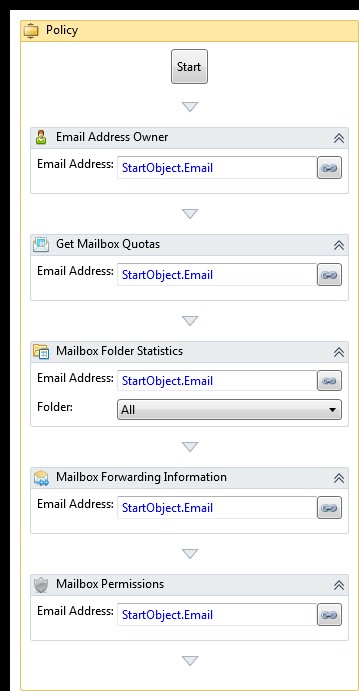 Policy
Start
Email Address Owner
Email Address: StartObject.Email
Get Mailbox Quotas
Email Address: StartObject.Email
Mailbox Folder Statistics
Email Address: StartObject.Email
Folder: All
Mailbox Forwarding Information
Email Address: StartObject.Email
Mailbox Permissions
Email Address: StartObject.Email